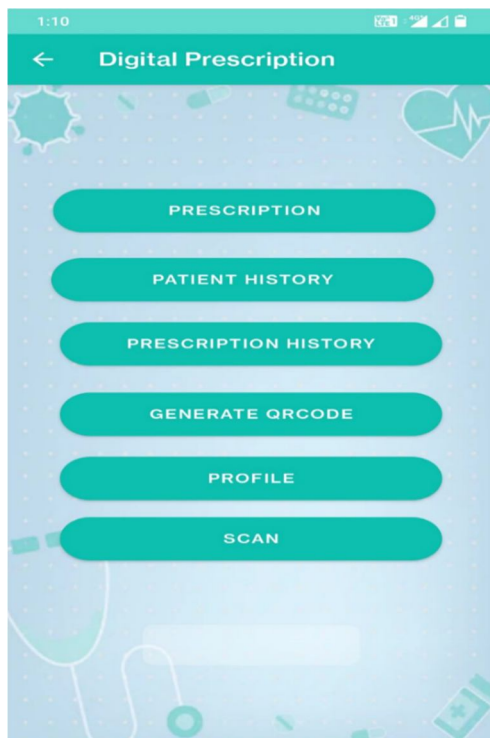 1:10
Digital Prescription
PRESCRIPTION
PATIENT HISTORY
PRESCRIPTION HISTORY
GENERATE QRCODE
PROFILE
SCAN